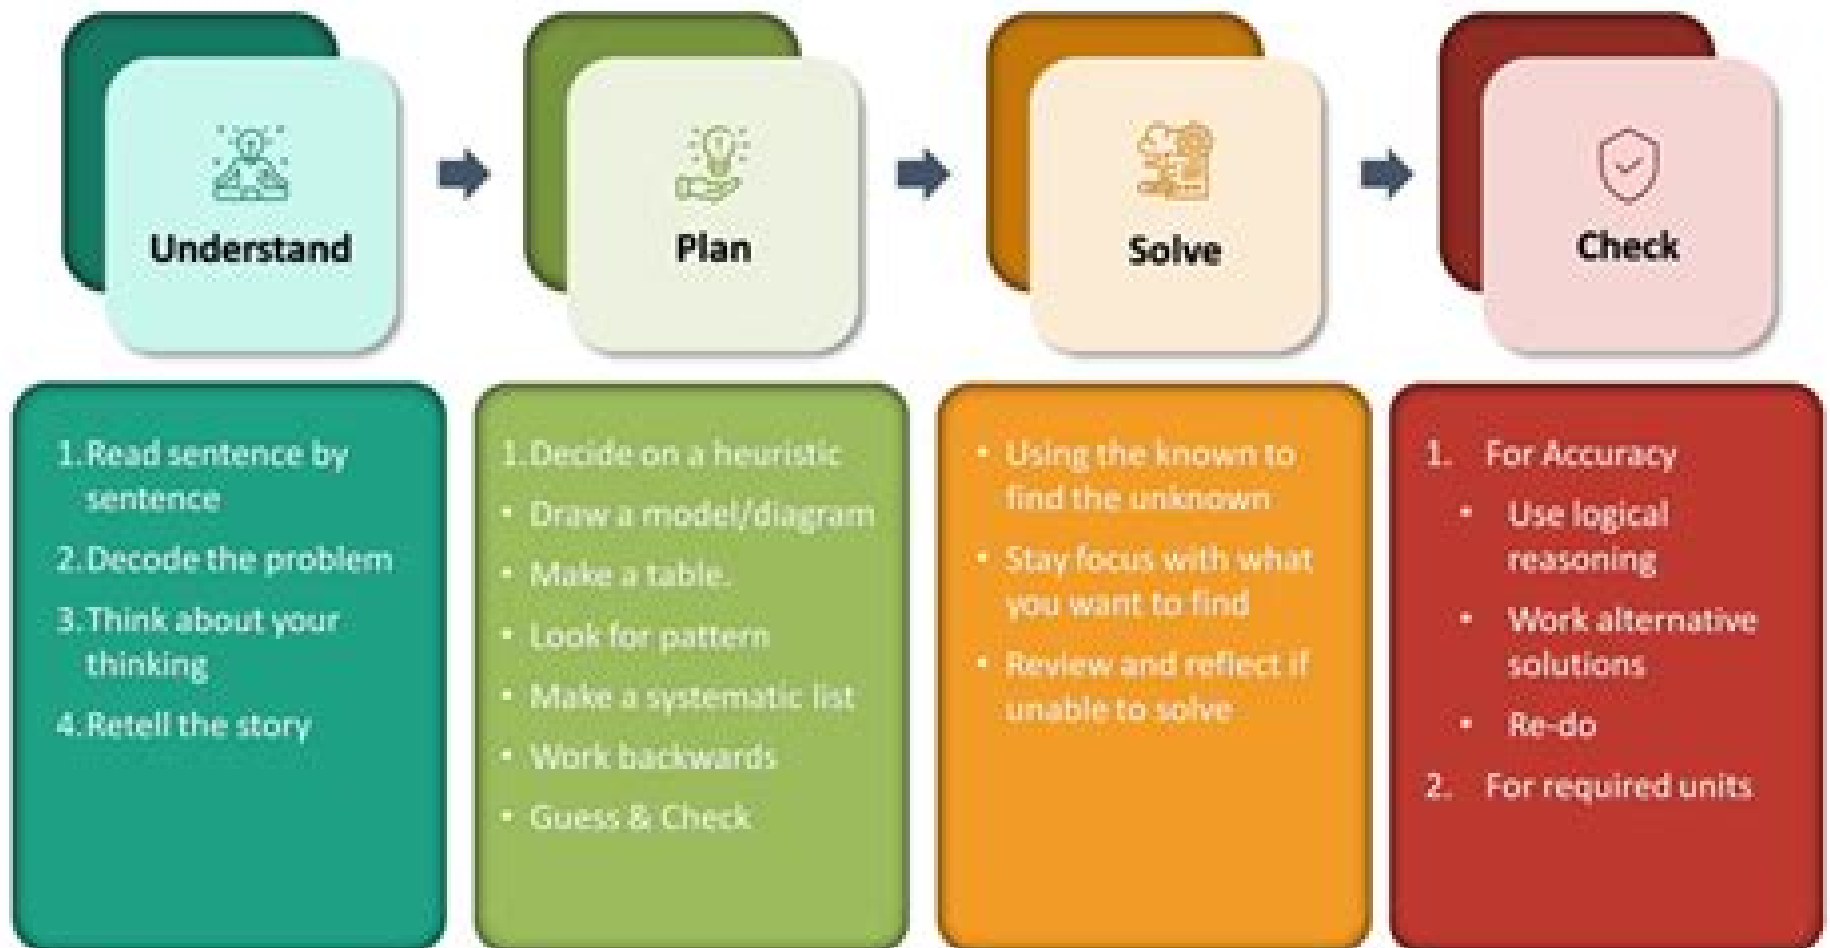 Understand
Plan
Solve
Check
1.Read sentence by
sentence
2.Decode the problem
3.Think about your
thinking
4.Retell the story
1.Decide on a heuristic
• Draw a model/diagram
• Make a table.
• Look for pattern
• Make a systematic list
• Work backwards
• Guess & Check
• Using the known to
find the unknown
• Stay focus with what
you want to find
• Review and reflect if
unable to solve
1. For Accuracy
• Use logical
reasoning
• Work alternative
solutions
• Re-do
2. For required units